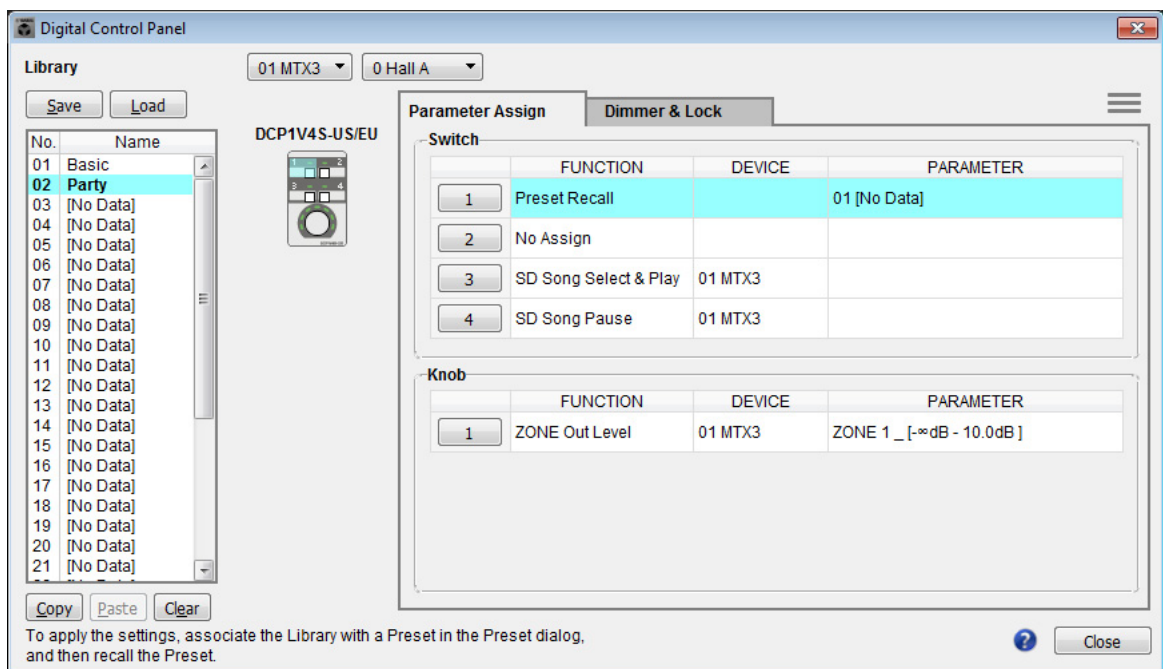 Digital Control Panel
Library
01 MTX3
0 Hall A
Save
Load
No. Name
01 Basic
02 Party
03 [No Data]
04 [No Data]
05 [No Data]
06 [No Data]
07 [No Data]
08 [No Data]
09 [No Data]
10 [No Data]
11 [No Data]
12 [No Data]
13 [No Data]
14 [No Data]
15 [No Data]
16 [No Data]
17 [No Data]
18 [No Data]
19 [No Data]
20 [No Data]
21 [No Data]
Copy
Paste
Clear
DCP1V4S-US/EU
1 - - 2
3 - - 4
Parameter Assign
Dimmer & Lock
Switch
FUNCTION DEVICE PARAMETER
1 Preset Recall 01 [No Data]
2 No Assign
3 SD Song Select & Play 01 MTX3
4 SD Song Pause 01 MTX3
Knob
FUNCTION DEVICE PARAMETER
1 ZONE Out Level 01 MTX3 ZONE 1 _ [-∞dB - 10.0dB ]
To apply the settings, associate the Library with a Preset in the Preset dialog,
and then recall the Preset.
?
Close